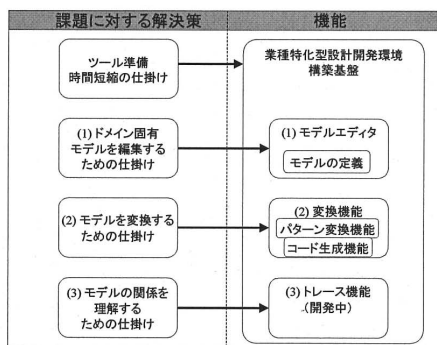 課題に対する解決策
機能
ツール準備
時間短縮の仕掛け
業種特化型設計開発環境
構築基盤
(1) ドメイン固有
モデルを編集する
ための仕掛け
(1) モデルエディタ
モデルの定義
(2) モデルを変換する
ための仕掛け
(2) 変換機能
パターン変換機能
コード生成機能
(3) モデルの関係を
理解する
ための仕掛け
(3) トレース機能
(開発中)